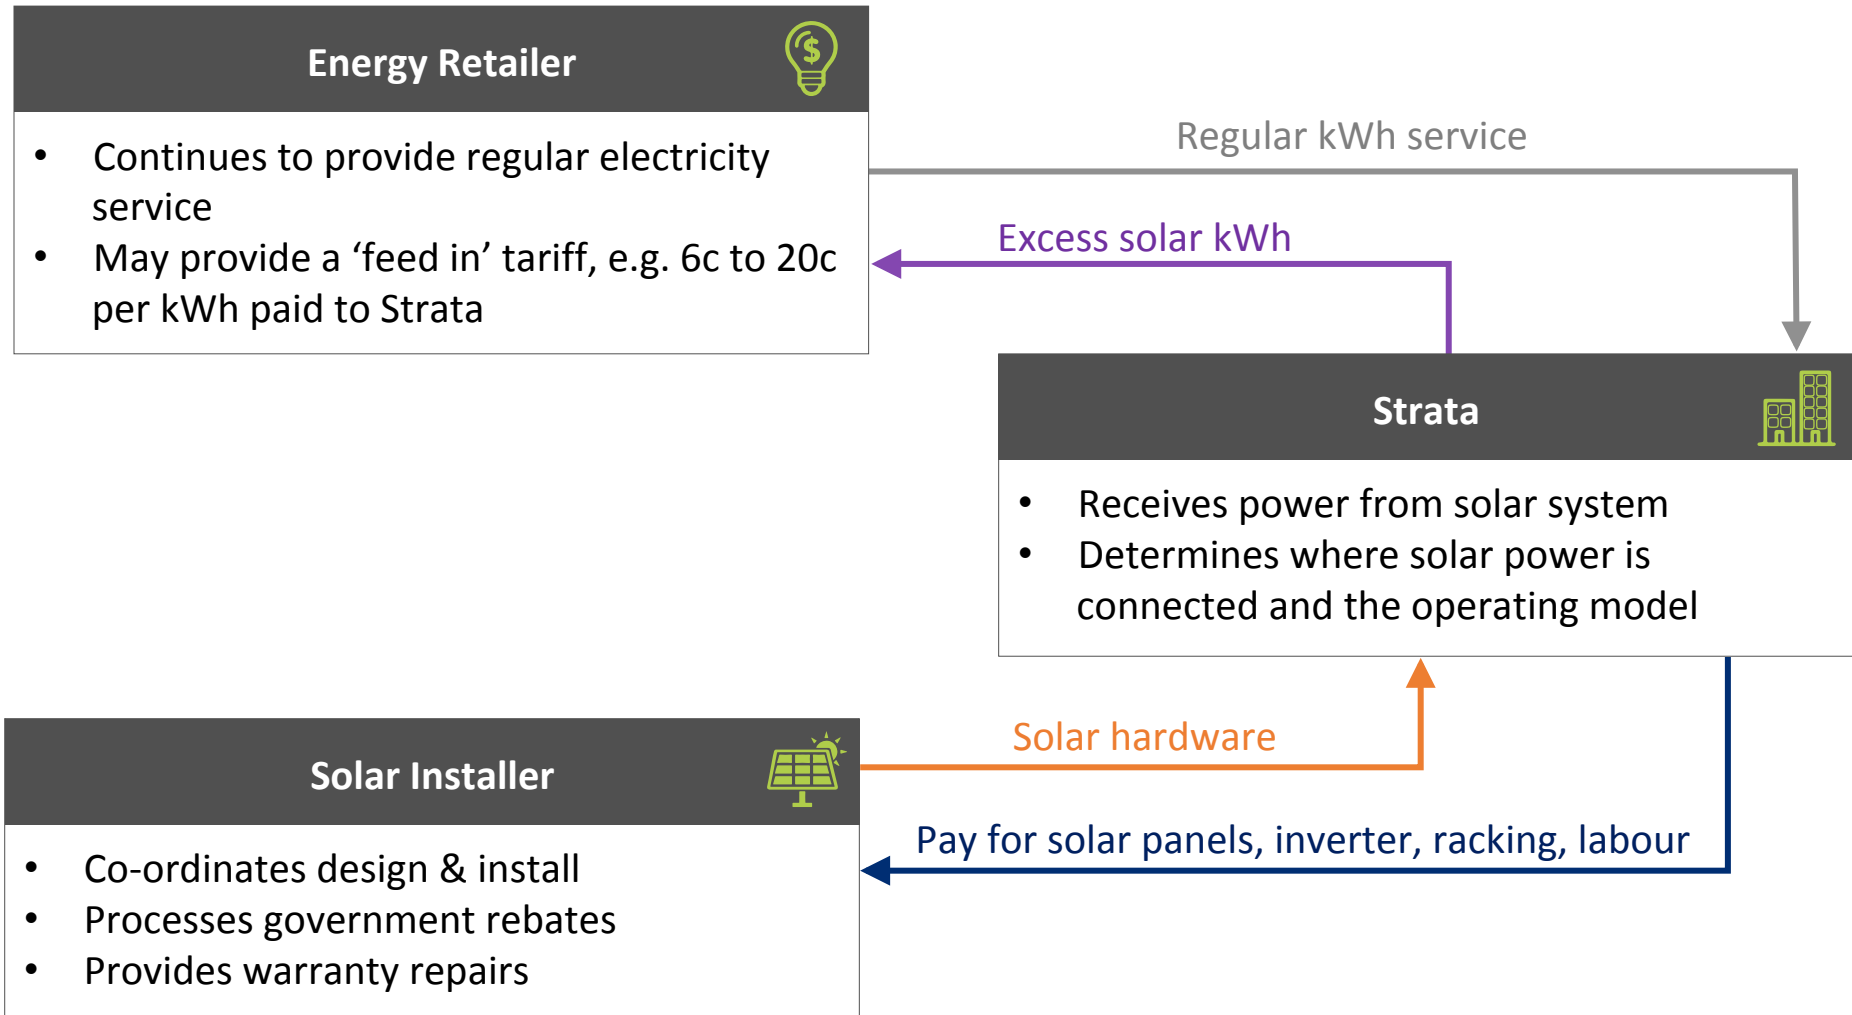 Energy Retailer
• Continues to provide regular electricity
service
• May provide a ‘feed in’ tariff, e.g. 6c to 20c
per kWh paid to Strata
Regular kWh service
Excess solar kWh
Strata
• Receives power from solar system
• Determines where solar power is
connected and the operating model
Solar hardware
Pay for solar panels, inverter, racking, labour
Solar Installer
• Co-ordinates design & install
• Processes government rebates
• Provides warranty repairs